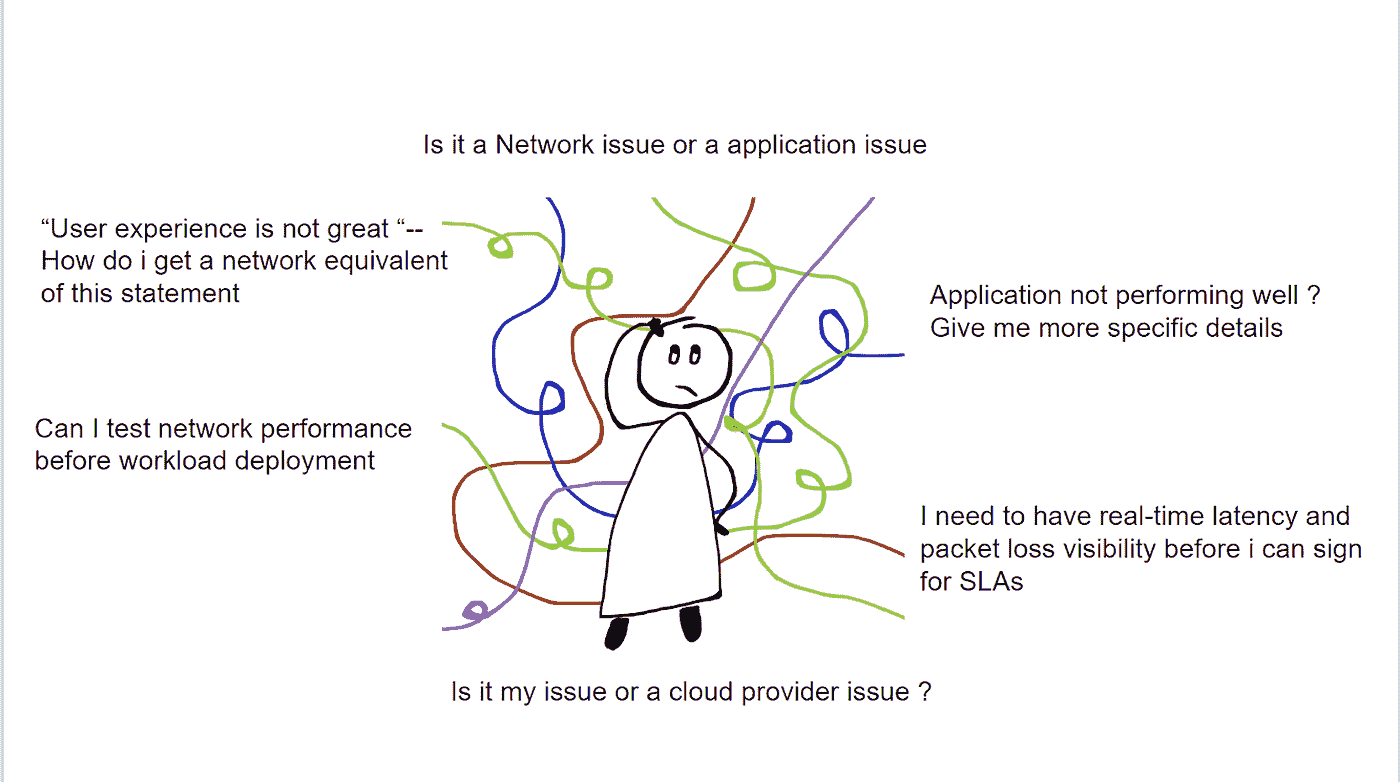 Is it a Network issue or a application issue
“User experience is not great “--
How do i get a network equivalent
of this statement
Application not performing well ?
Give me more specific details
Can I test network performance
before workload deployment
I need to have real-time latency and
packet loss visibility before i can sign
for SLAs
Is it my issue or a cloud provider issue ?